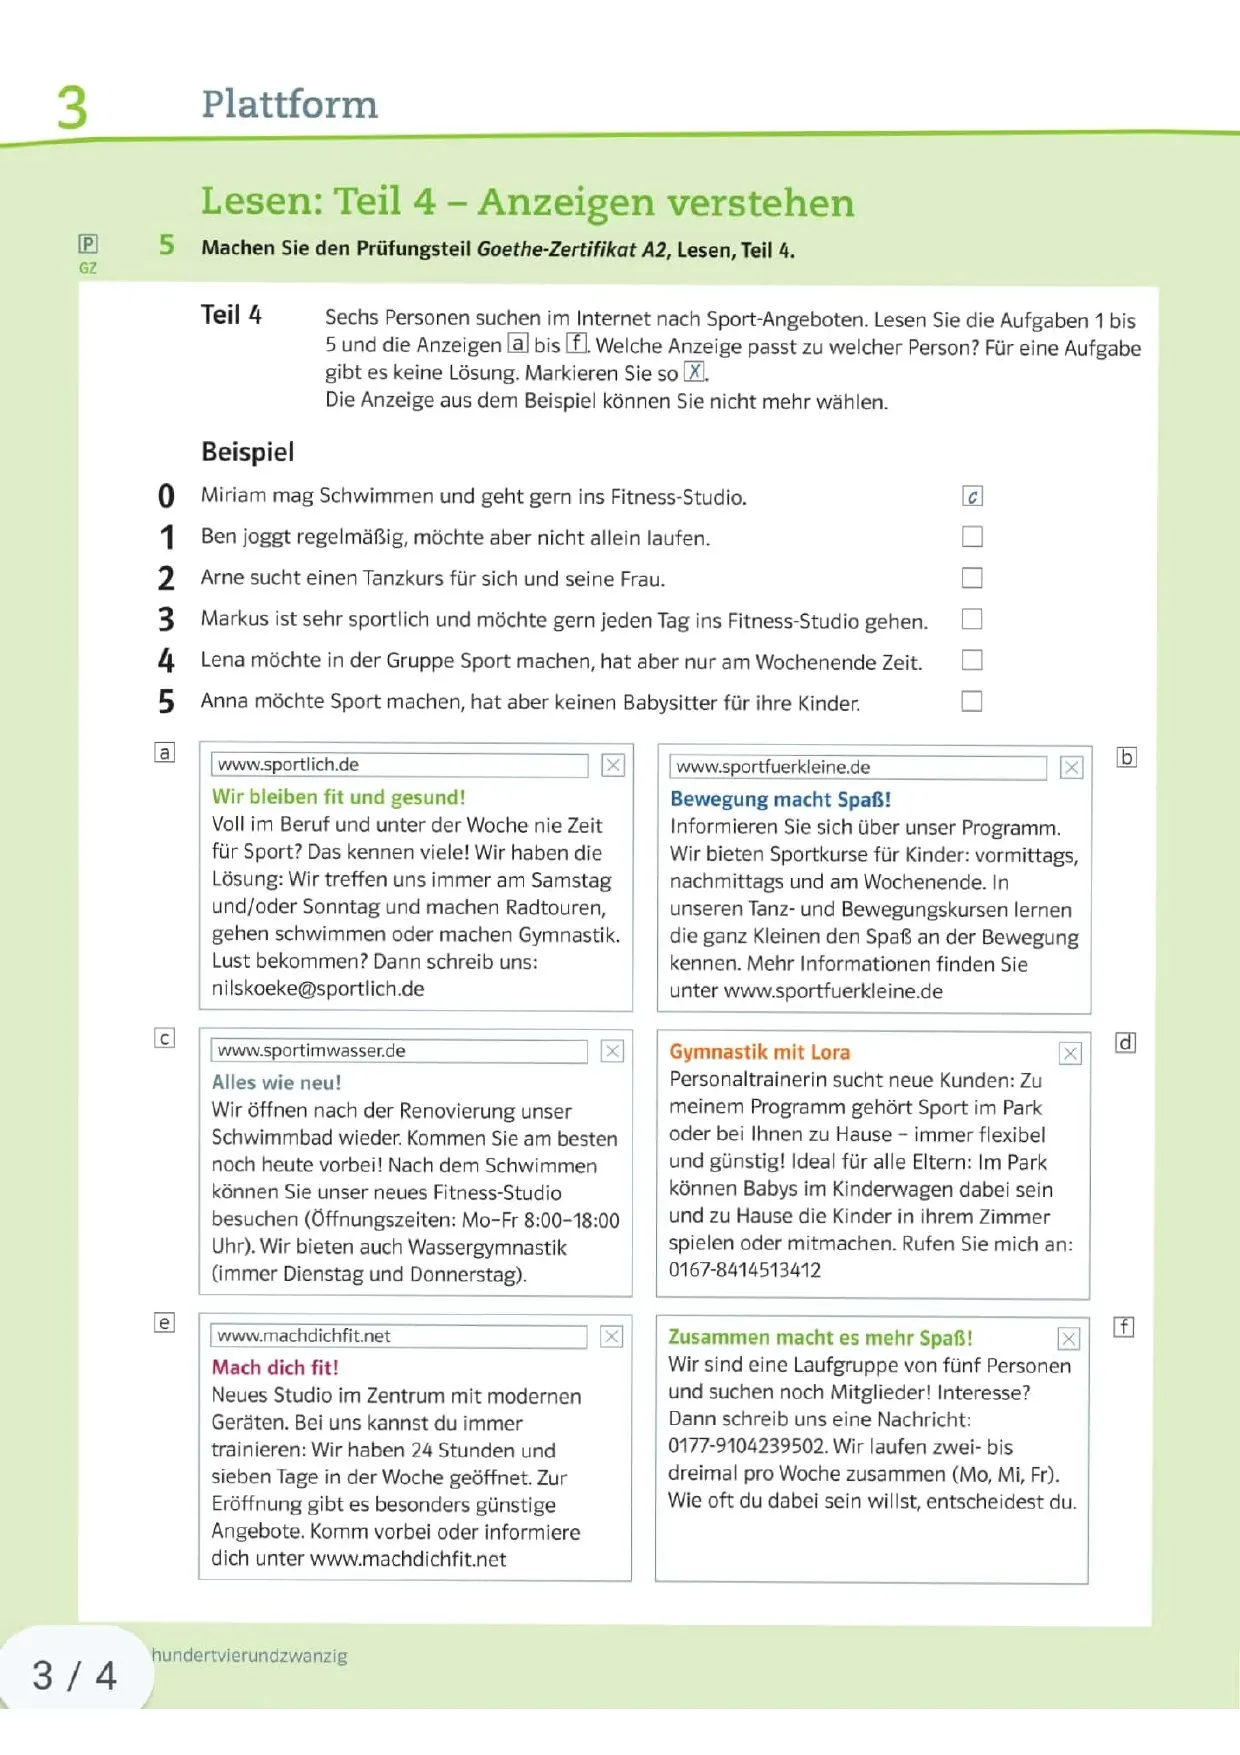 3
Plattform
Lesen: Teil 4 – Anzeigen verstehen
P
GZ
5 Machen Sie den Prüfungsteil Goethe-Zertifikat A2, Lesen, Teil 4.
Teil 4
Sechs Personen suchen im Internet nach Sport-Angeboten. Lesen Sie die Aufgaben 1 bis
5 und die Anzeigen a bis f. Welche Anzeige passt zu welcher Person? Für eine Aufgabe
gibt es keine Lösung. Markieren Sie so X.
Die Anzeige aus dem Beispiel können Sie nicht mehr wählen.
Beispiel
0 Miriam mag Schwimmen und geht gern ins Fitness-Studio. c
1 Ben joggt regelmäßig, möchte aber nicht allein laufen.
2 Arne sucht einen Tanzkurs für sich und seine Frau.
3 Markus ist sehr sportlich und möchte gern jeden Tag ins Fitness-Studio gehen.
4 Lena möchte in der Gruppe Sport machen, hat aber nur am Wochenende Zeit.
5 Anna möchte Sport machen, hat aber keinen Babysitter für ihre Kinder.
a
www.sportlich.de
Wir bleiben fit und gesund!
Voll im Beruf und unter der Woche nie Zeit
für Sport? Das kennen viele! Wir haben die
Lösung: Wir treffen uns immer am Samstag
und/oder Sonntag und machen Radtouren,
gehen schwimmen oder machen Gymnastik.
Lust bekommen? Dann schreib uns:
nilskoeke@sportlich.de
b
www.sportfuerkleine.de
Bewegung macht Spaß!
Informieren Sie sich über unser Programm.
Wir bieten Sportkurse für Kinder: vormittags,
nachmittags und am Wochenende. In
unseren Tanz- und Bewegungskursen lernen
die ganz Kleinen den Spaß an der Bewegung
kennen. Mehr Informationen finden Sie
unter www.sportfuerkleine.de
c
www.sportimwasser.de
Alles wie neu!
Wir öffnen nach der Renovierung unser
Schwimmbad wieder. Kommen Sie am besten
noch heute vorbei! Nach dem Schwimmen
können Sie unser neues Fitness-Studio
besuchen (Öffnungszeiten: Mo–Fr 8:00–18:00
Uhr). Wir bieten auch Wassergymnastik
(immer Dienstag und Donnerstag).
d
Gymnastik mit Lora
Personaltrainerin sucht neue Kunden: Zu
meinem Programm gehört Sport im Park
oder bei Ihnen zu Hause – immer flexibel
und günstig! Ideal für alle Eltern: Im Park
können Babys im Kinderwagen dabei sein
und zu Hause die Kinder in ihrem Zimmer
spielen oder mitmachen. Rufen Sie mich an:
0167-8414513412
e
www.machdichfit.net
Mach dich fit!
Neues Studio im Zentrum mit modernen
Geräten. Bei uns kannst du immer
trainieren: Wir haben 24 Stunden und
sieben Tage in der Woche geöffnet. Zur
Eröffnung gibt es besonders günstige
Angebote. Komm vorbei oder informiere
dich unter www.machdichfit.net
f
Zusammen macht es mehr Spaß!
Wir sind eine Laufgruppe von fünf Personen
und suchen noch Mitglieder! Interesse?
Dann schreib uns eine Nachricht:
0177-9104239502. Wir laufen zwei- bis
dreimal pro Woche zusammen (Mo, Mi, Fr).
Wie oft du dabei sein willst, entscheidest du.
3 / 4
hundertvierundzwanzig